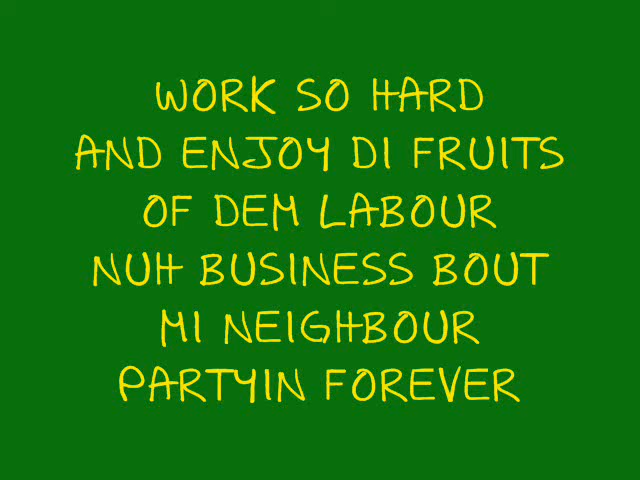 WORK SO HARD
AND ENJOY DI FRUITS
OF DEM LABOUR
NUH BUSINESS BOUT
MI NEIGHBOUR
PARTYIN FOREVER